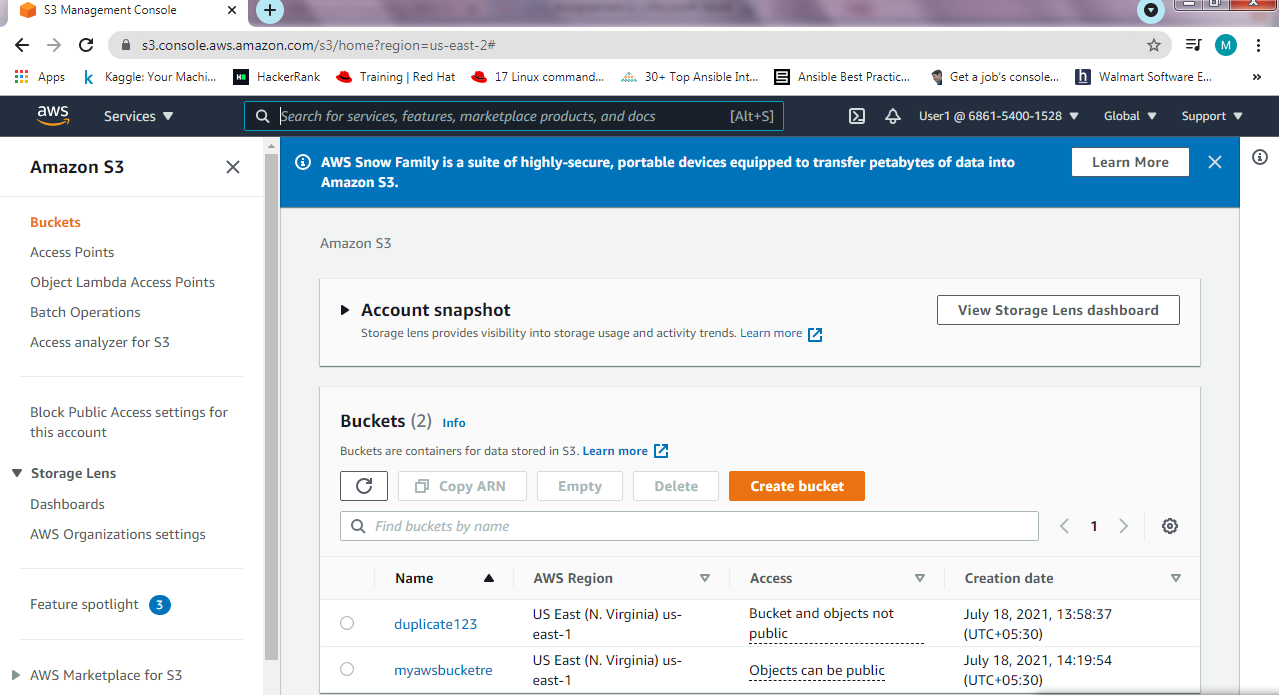 S3 Management Console
s3.console.aws.amazon.com/s3/home?region=us-east-2#
M
Apps
Kaggle: Your Machi...
HackerRank
Training | Red Hat
17 Linux command...
30+ Top Ansible Int...
Ansible Best Practic...
Get a job's console...
Walmart Software E...
»
aws
Services
Search for services, features, marketplace products, and docs
[Alt+S]
User1 @ 6861-5400-1528
Global
Support
Amazon S3
Buckets
Access Points
Object Lambda Access Points
Batch Operations
Access analyzer for S3
Block Public Access settings for
this account
Storage Lens
Dashboards
AWS Organizations settings
Feature spotlight 3
AWS Marketplace for S3
AWS Snow Family is a suite of highly-secure, portable devices equipped to transfer petabytes of data into
Amazon S3.
Learn More
Amazon S3
Account snapshot
Storage lens provides visibility into storage usage and activity trends. Learn more
View Storage Lens dashboard
Buckets (2) Info
Buckets are containers for data stored in S3. Learn more
Copy ARN
Empty
Delete
Create bucket
Find buckets by name
1
Name
AWS Region
Access
Creation date
duplicate123
US East (N. Virginia) us-
east-1
Bucket and objects not
public
July 18, 2021, 13:58:37
(UTC+05:30)
myawsbucketre
US East (N. Virginia) us-
east-1
Objects can be public
July 18, 2021, 14:19:54
(UTC+05:30)